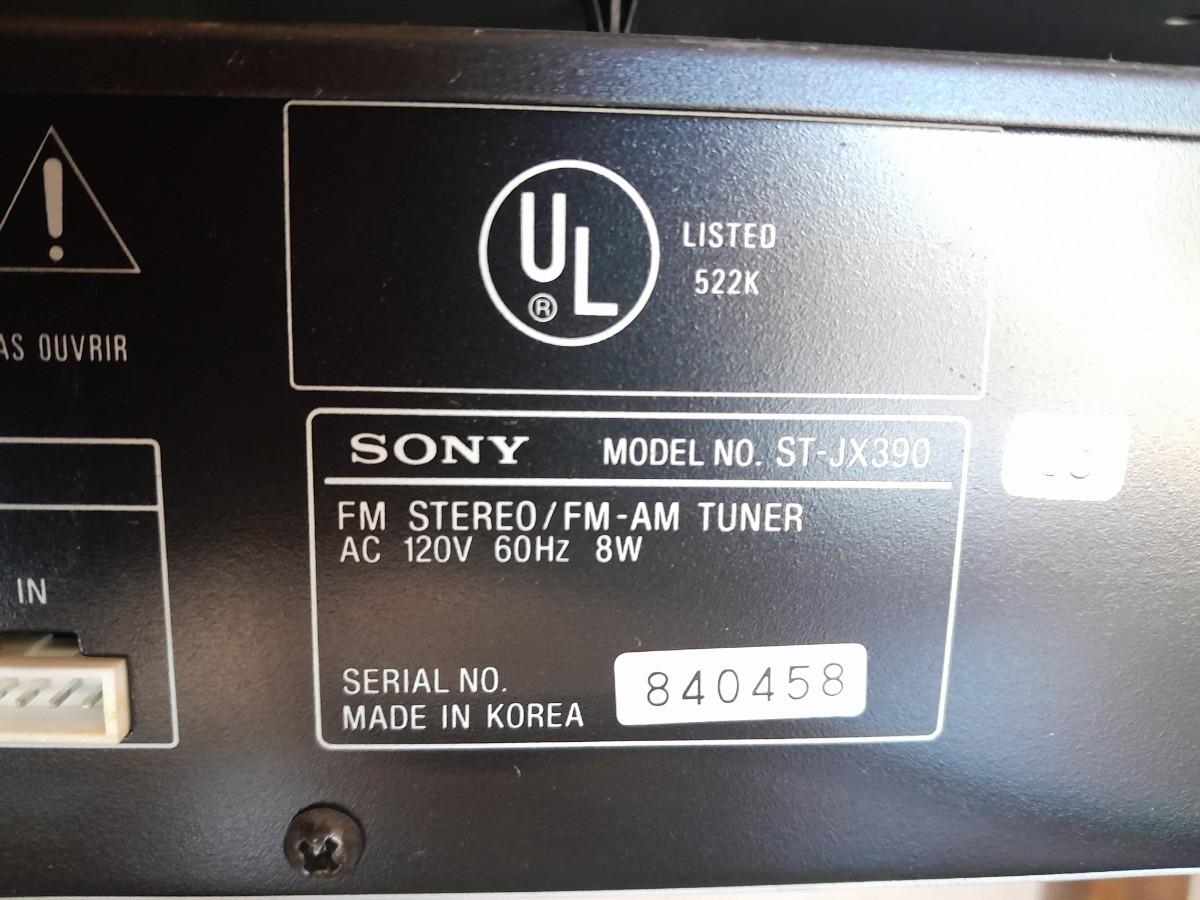 AS OUVRIR
IN
UL
®
LISTED
522K
SONY MODEL NO. ST-JX390
FM STEREO/FM-AM TUNER
AC 120V 60Hz 8W
SERIAL NO. 840458
MADE IN KOREA